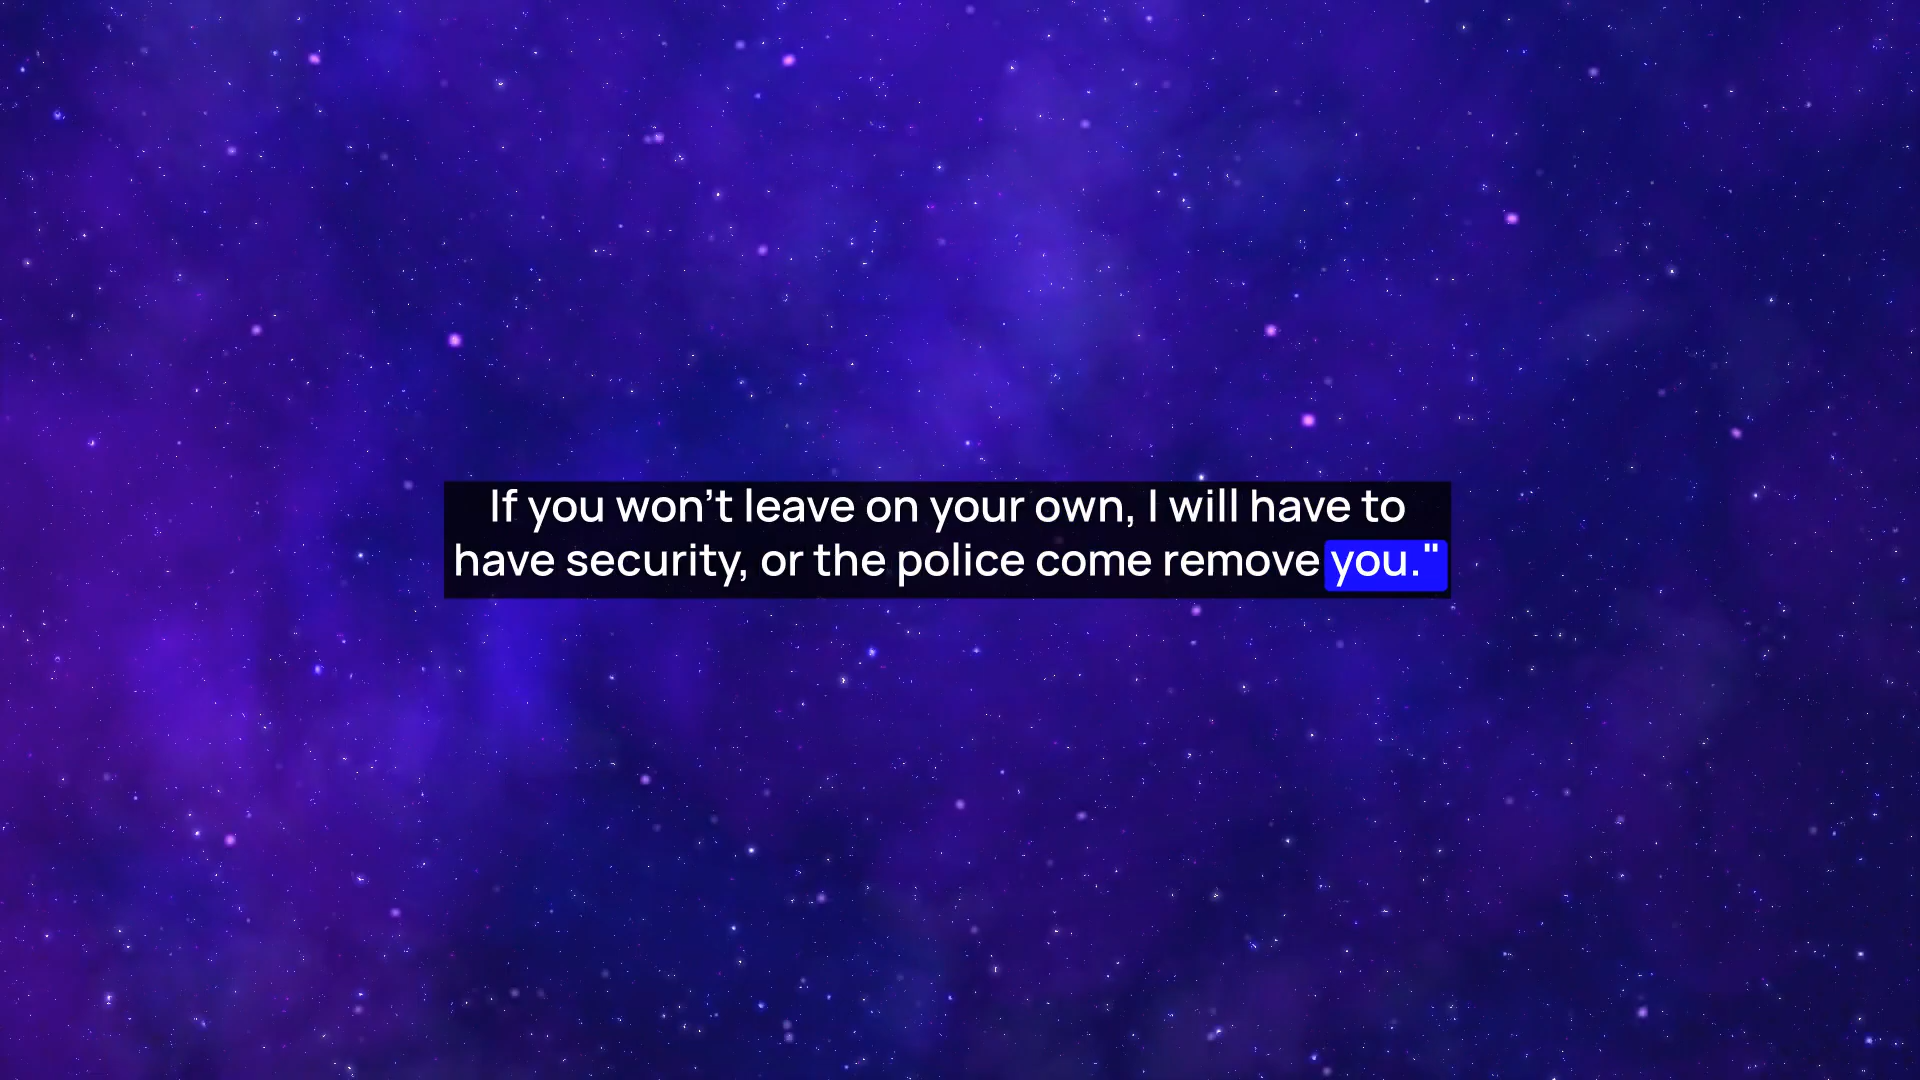 If you won't leave on your own, I will have to
have security, or the police come remove you."